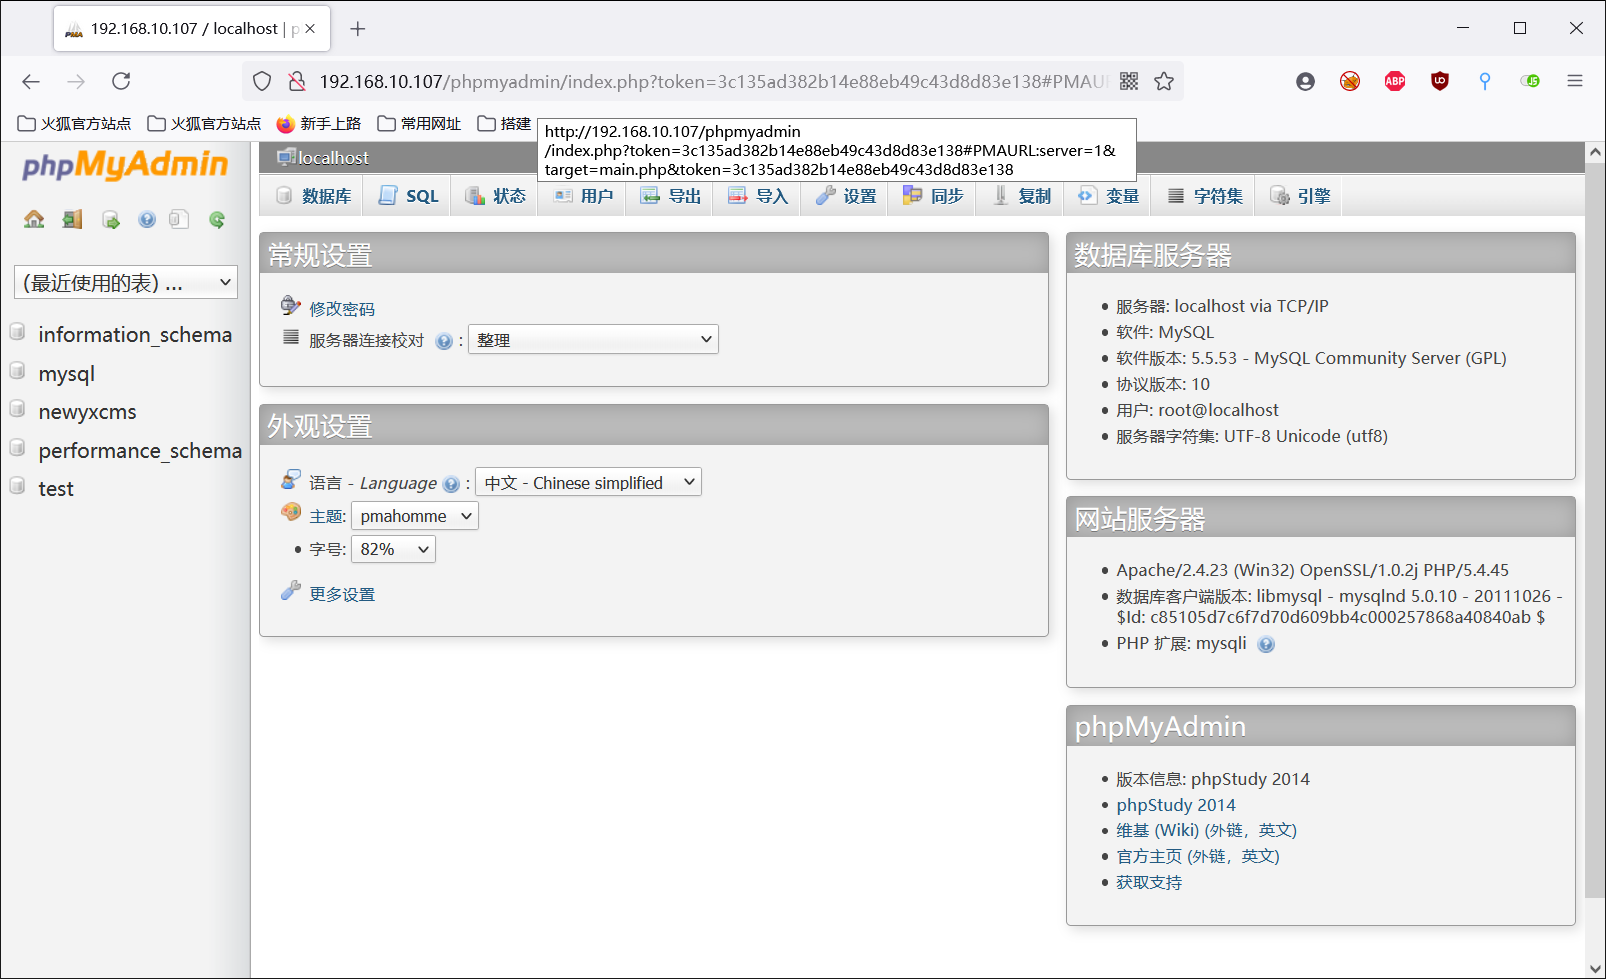 192.168.10.107 / localhost | p
192.168.10.107/phpmyadmin/index.php?token=3c135ad382b14e88eb49c43d8d83e138#PMAUR
火狐官方站点
火狐官方站点
新手上路
常用网址
搭建
http://192.168.10.107/phpmyadmin
/index.php?token=3c135ad382b14e88eb49c43d8d83e138#PMAURL:server=1&
target=main.php&token=3c135ad382b14e88eb49c43d8d83e138
phpMyAdmin
(最近使用的表) ...
information_schema
mysql
newyxcms
performance_schema
test
localhost
数据库
SQL
状态
用户
导出
导入
设置
同步
复制
变量
字符集
引擎
常规设置
修改密码
服务器连接校对 : 整理
外观设置
语言 - Language : 中文 - Chinese simplified
主题: pmahomme
字号: 82%
更多设置
数据库服务器
服务器: localhost via TCP/IP
软件: MySQL
软件版本: 5.5.53 - MySQL Community Server (GPL)
协议版本: 10
用户: root@localhost
服务器字符集: UTF-8 Unicode (utf8)
网站服务器
Apache/2.4.23 (Win32) OpenSSL/1.0.2j PHP/5.4.45
数据库客户端版本: libmysql - mysqlnd 5.0.10 - 20111026 -
$Id: c85105d7c6f7d70d609bb4c000257868a40840ab $
PHP 扩展: mysqli
phpMyAdmin
版本信息: phpStudy 2014
phpStudy 2014
维基 (Wiki) (外链，英文)
官方主页 (外链，英文)
获取支持